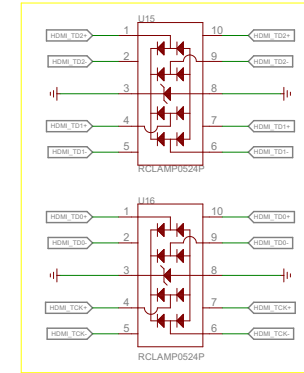 U15
HDMI_TD2+ 1 10 HDMI_TD2+
HDMI_TD2- 2 9 HDMI_TD2-
3 8
HDMI_TD1+ 4 7 HDMI_TD1+
HDMI_TD1- 5 6 HDMI_TD1-
RCLAMP0524P
U16
HDMI_TD0+ 1 10 HDMI_TD0+
HDMI_TD0- 2 9 HDMI_TD0-
3 8
HDMI_TCK+ 4 7 HDMI_TCK+
HDMI_TCK- 5 6 HDMI_TCK-
RCLAMP0524P